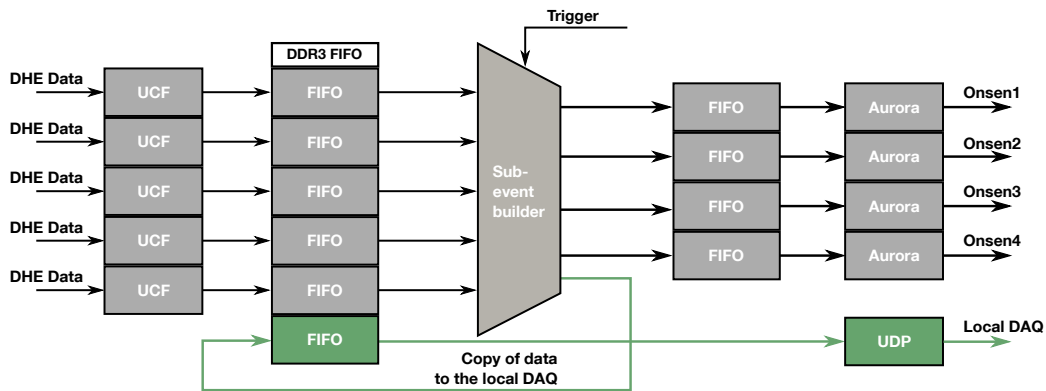 Trigger
DDR3 FIFO
DHE Data
UCF
FIFO
FIFO
Aurora
Onsen1
DHE Data
UCF
FIFO
FIFO
Aurora
Onsen2
DHE Data
UCF
FIFO
Sub-
event
builder
FIFO
Aurora
Onsen3
DHE Data
UCF
FIFO
FIFO
Aurora
Onsen4
DHE Data
UCF
FIFO
FIFO
UDP
Local DAQ
Copy of data
to the local DAQ